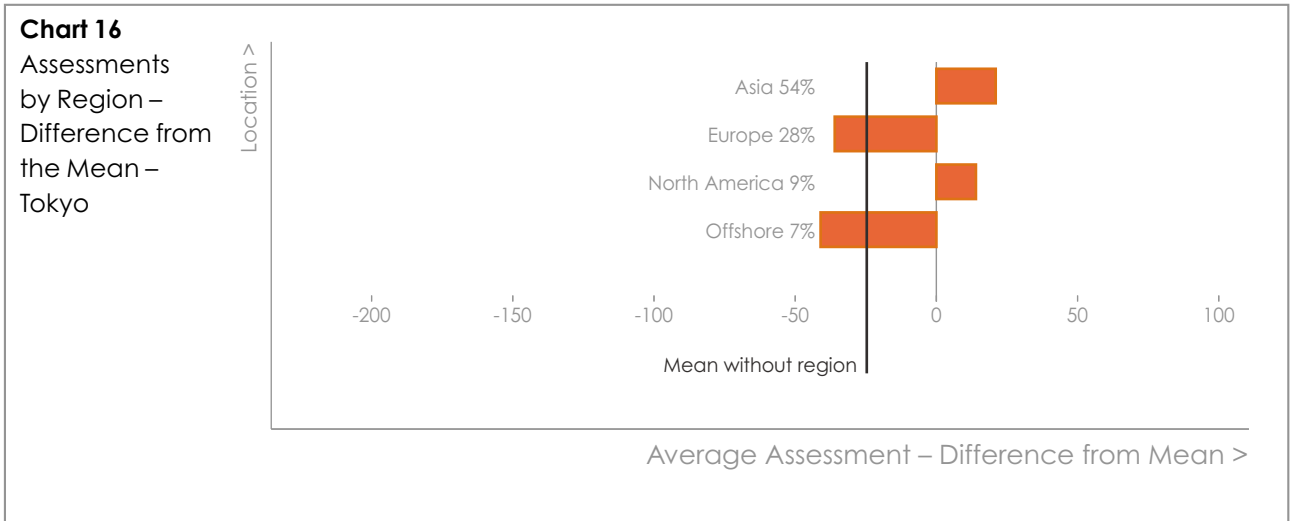 Chart 16
Assessments
by Region –
Difference from
the Mean –
Tokyo
Location >
Asia 54%
Europe 28%
North America 9%
Offshore 7%
-200 -150 -100 -50 0 50 100
Mean without region
Average Assessment – Difference from Mean >